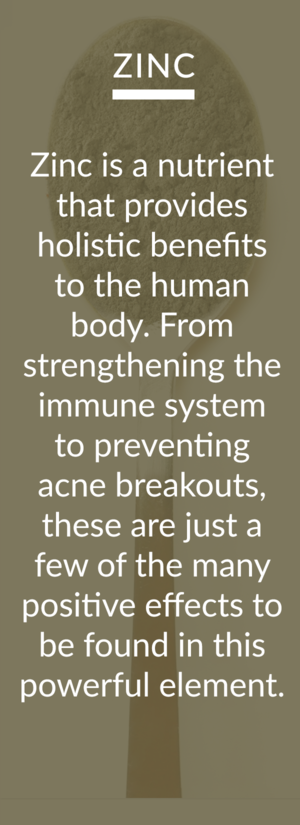 ZINC
Zinc is a nutrient
that provides
holistic benefits
to the human
body. From
strengthening the
immune system
to preventing
acne breakouts,
these are just a
few of the many
positive effects to
be found in this
powerful element.